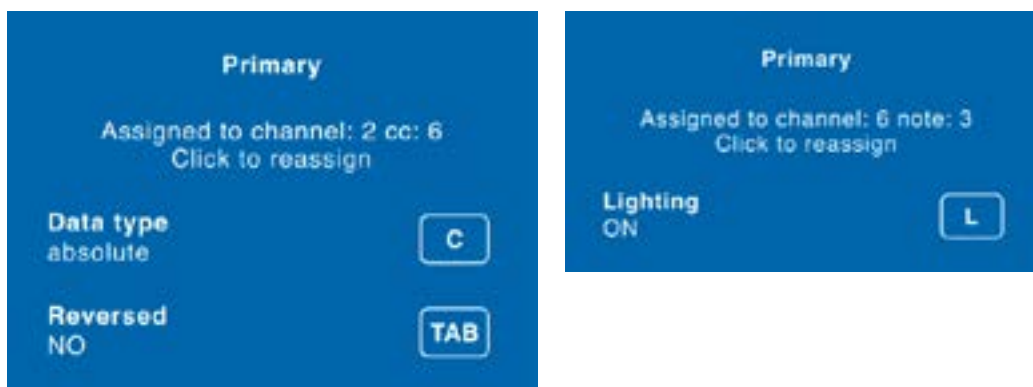 Primary
Assigned to channel: 2 cc: 6
Click to reassign
Data type
absolute
C
Reversed
NO
TAB
Primary
Assigned to channel: 6 note: 3
Click to reassign
Lighting
ON
L